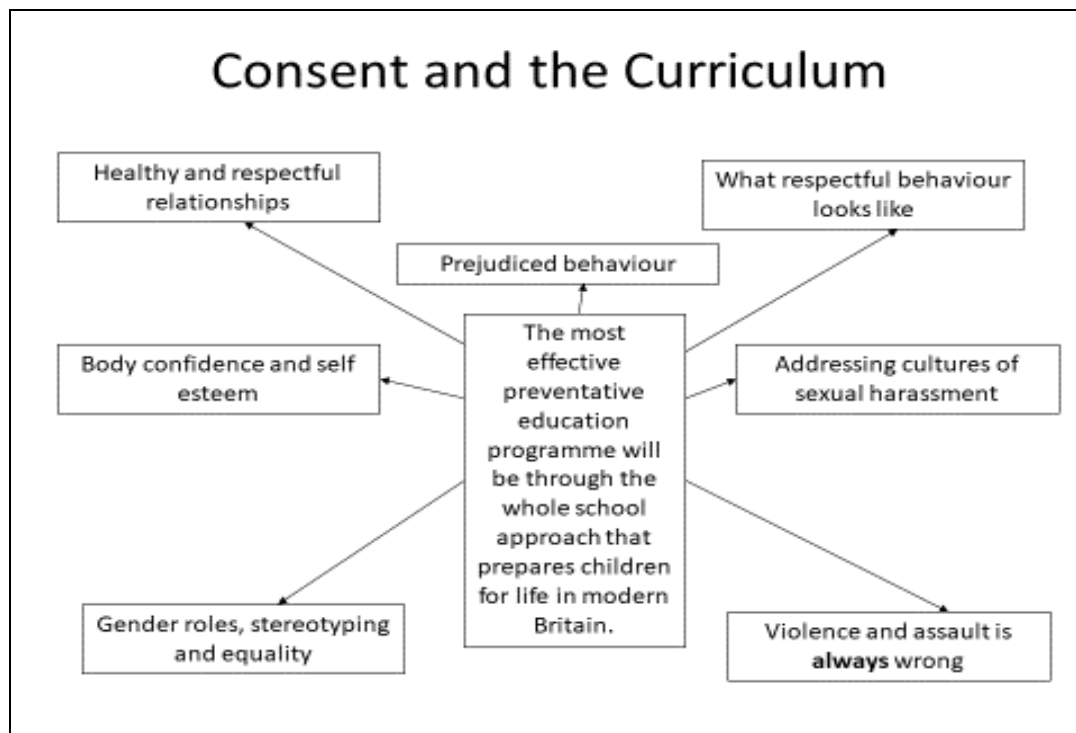 Consent and the Curriculum
Healthy and respectful
relationships
What respectful behaviour
looks like
Prejudiced behaviour
The most
effective
preventative
education
programme will
be through the
whole school
approach that
prepares children
for life in modern
Britain.
Body confidence and self
esteem
Addressing cultures of
sexual harassment
Gender roles, stereotyping
and equality
Violence and assault is
always wrong